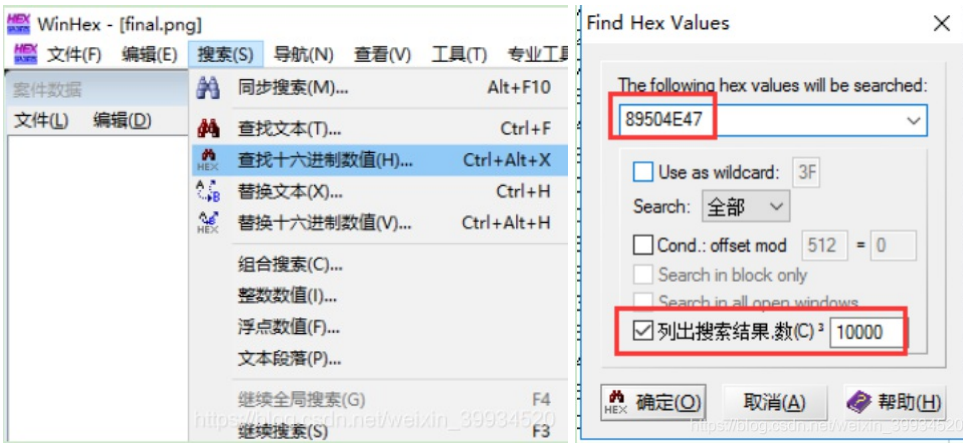 WinHex - [final.png]
文件(F) 编辑(E) 搜索(S) 导航(N) 查看(V) 工具(T) 专业工具
案件数据
文件(L) 编辑(D)
同步搜索(M)... Alt+F10
查找文本(T)... Ctrl+F
查找十六进制数值(H)... Ctrl+Alt+X
替换文本(X)... Ctrl+H
替换十六进制数值(V)... Ctrl+Alt+H
组合搜索(C)...
整数数值(I)...
浮点数值(F)...
文本段落(P)...
继续全局搜索(G) F4
继续搜索(S) F3
https://blog.csdn.net/weixin_39934520
Find Hex Values
The following hex values will be searched:
89504E47
Use as wildcard: 3F
Search: 全部
Cond.: offset mod 512 = 0
Search in block only
Search in all open windows
列出搜索结果,数(C) ³ 10000
确定(O) 取消(A) 帮助(H)
https://blog.csdn.net/weixin_39934520